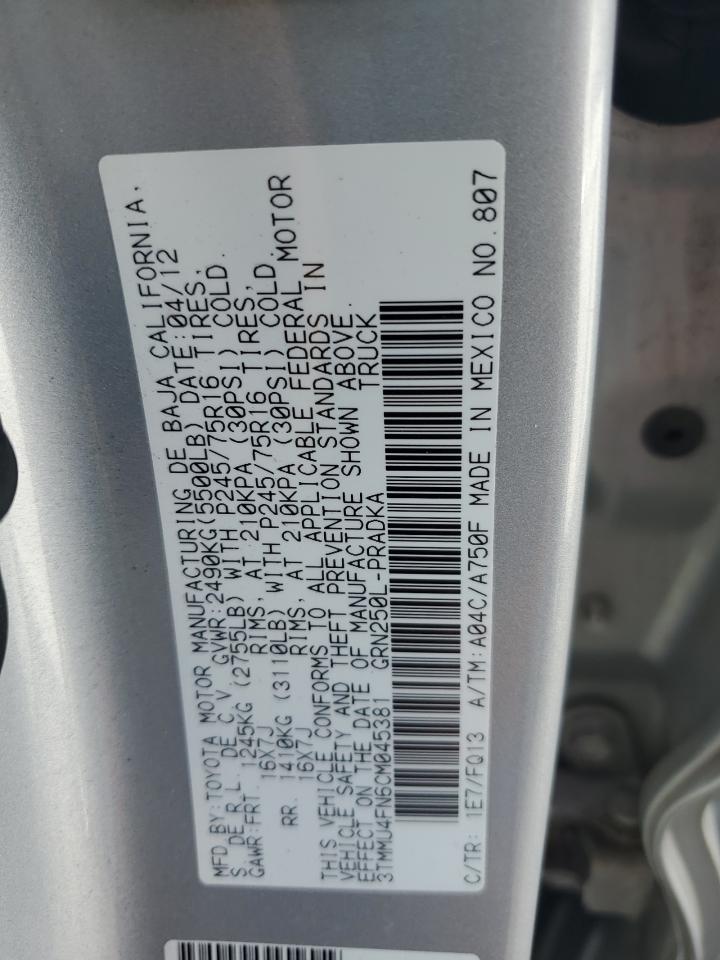 MFD BY:TOYOTA MOTOR MANUFACTURING DE BAJA CALIFORNIA,
S. DE R.L. DE C.V. DATE:04/12
GVWR:2490KG(5500LB)
GAWR:FRT. 1245KG (2755LB) WITH P245/75R16 TIRES,
16X7J RIMS, AT 210KPA (30PSI) COLD.
RR. 1410KG (3110LB) WITH P245/75R16 TIRES,
16X7J RIMS, AT 210KPA (30PSI) COLD.
THIS VEHICLE CONFORMS TO ALL APPLICABLE FEDERAL MOTOR
VEHICLE SAFETY AND THEFT PREVENTION STANDARDS IN
EFFECT ON THE DATE OF MANUFACTURE SHOWN ABOVE.
3TMMU4FN6CM045381 GRN250L-PRADKA TRUCK
C/TR: 1E7/FQ13 A/TM:A04C/A750F MADE IN MEXICO NO.807